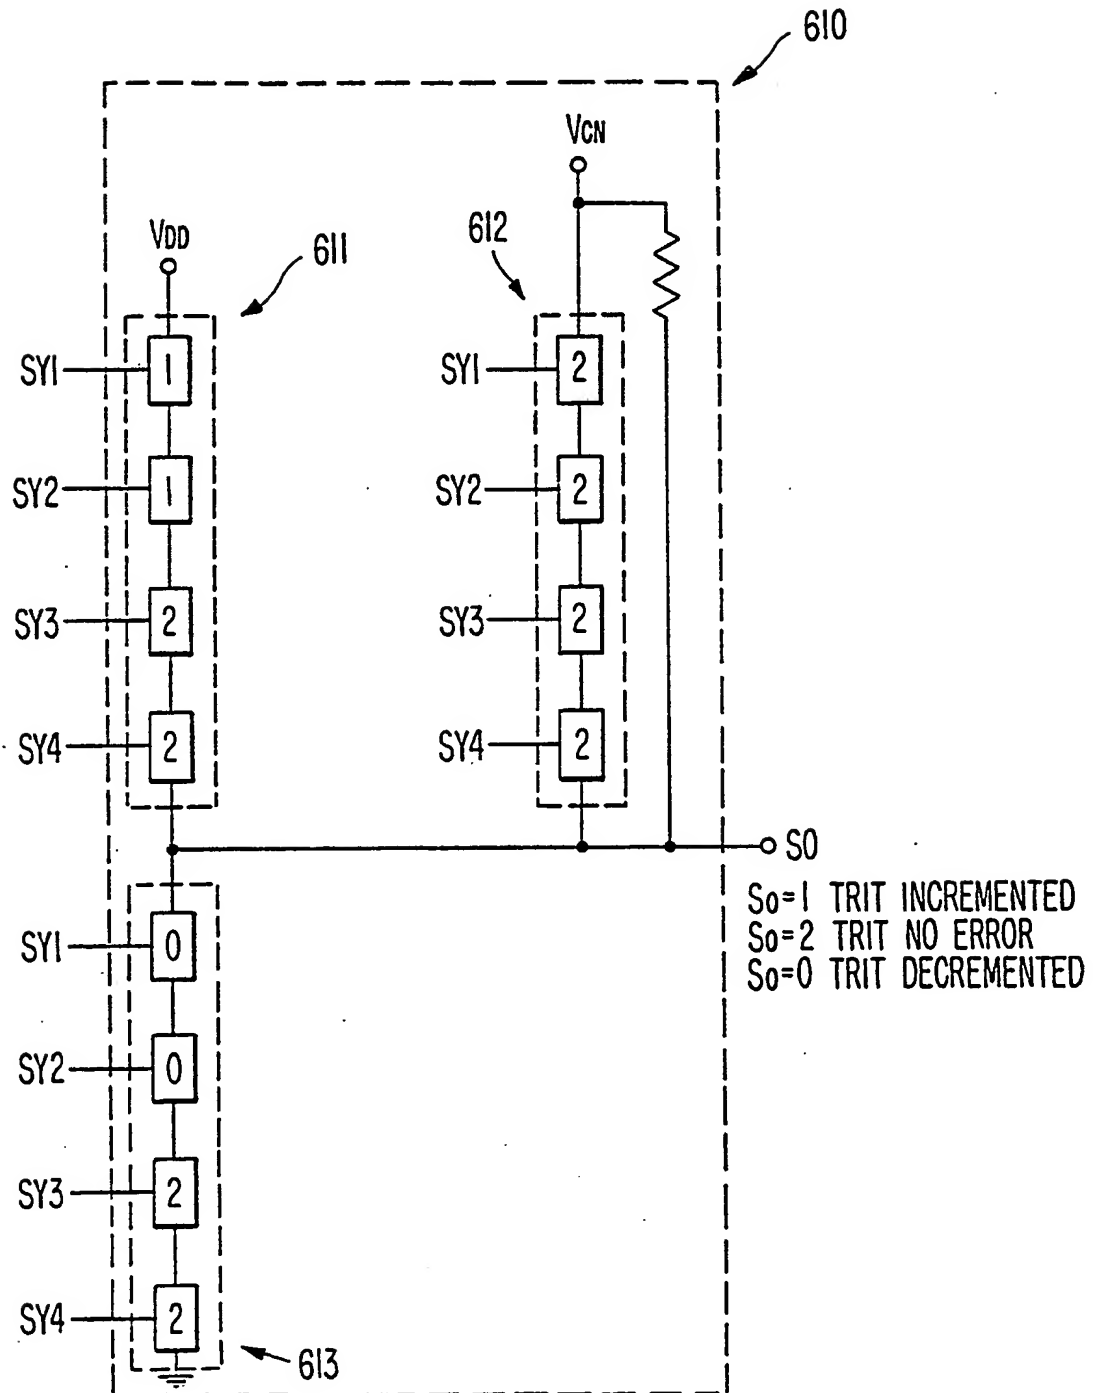 610
VCN
VDD
611
612
SY1
1
SY1
2
SY2
1
SY2
2
SY3
2
SY3
2
SY4
2
SY4
2
SO
So=1 TRIT INCREMENTED
So=2 TRIT NO ERROR
So=0 TRIT DECREMENTED
SY1
0
SY2
0
SY3
2
SY4
2
613